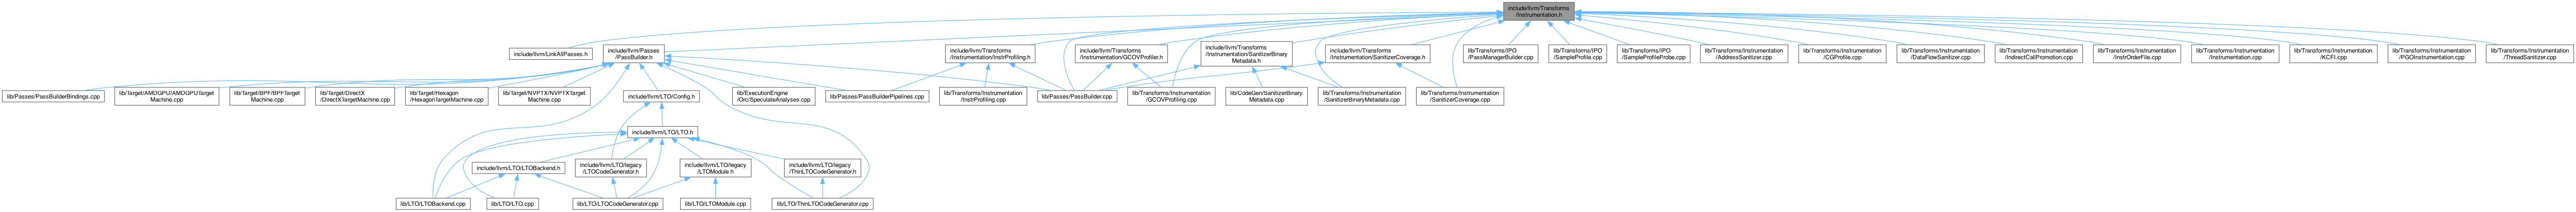 include/llvm/Transforms
/Instrumentation.h
include/llvm/LinkAllPasses.h
include/llvm/Passes
/PassBuilder.h
include/llvm/Transforms
/Instrumentation/InstrProfiling.h
include/llvm/Transforms
/Instrumentation/GCOVProfiler.h
include/llvm/Transforms
/Instrumentation/SanitizerBinary
Metadata.h
include/llvm/Transforms
/Instrumentation/SanitizerCoverage.h
lib/Transforms/IPO
/PassManagerBuilder.cpp
lib/Transforms/IPO
/SampleProfile.cpp
lib/Transforms/IPO
/SampleProfileProbe.cpp
lib/Transforms/Instrumentation
/AddressSanitizer.cpp
lib/Transforms/Instrumentation
/CGProfile.cpp
lib/Transforms/Instrumentation
/DataFlowSanitizer.cpp
lib/Transforms/Instrumentation
/IndirectCallPromotion.cpp
lib/Transforms/Instrumentation
/InstrOrderFile.cpp
lib/Transforms/Instrumentation
/Instrumentation.cpp
lib/Transforms/Instrumentation
/KCFI.cpp
lib/Transforms/Instrumentation
/PGOInstrumentation.cpp
lib/Transforms/Instrumentation
/ThreadSanitizer.cpp
lib/Passes/PassBuilderBindings.cpp
lib/Target/AMDGPU/AMDGPUTarget
Machine.cpp
lib/Target/BPF/BPFTarget
Machine.cpp
lib/Target/DirectX
/DirectXTargetMachine.cpp
lib/Target/Hexagon
/HexagonTargetMachine.cpp
lib/Target/NVPTX/NVPTXTarget
Machine.cpp
include/llvm/LTO/Config.h
lib/ExecutionEngine
/Orc/SpeculateAnalyses.cpp
lib/Passes/PassBuilderPipelines.cpp
lib/Transforms/Instrumentation
/InstrProfiling.cpp
lib/Passes/PassBuilder.cpp
lib/Transforms/Instrumentation
/GCOVProfiling.cpp
lib/CodeGen/SanitizerBinary
Metadata.cpp
lib/Transforms/Instrumentation
/SanitizerBinaryMetadata.cpp
lib/Transforms/Instrumentation
/SanitizerCoverage.cpp
include/llvm/LTO/LTO.h
include/llvm/LTO/LTOBackend.h
include/llvm/LTO/legacy
/LTOCodeGenerator.h
include/llvm/LTO/legacy
/LTOModule.h
include/llvm/LTO/legacy
/ThinLTOCodeGenerator.h
lib/LTO/LTOBackend.cpp
lib/LTO/LTO.cpp
lib/LTO/LTOCodeGenerator.cpp
lib/LTO/LTOModule.cpp
lib/LTO/ThinLTOCodeGenerator.cpp